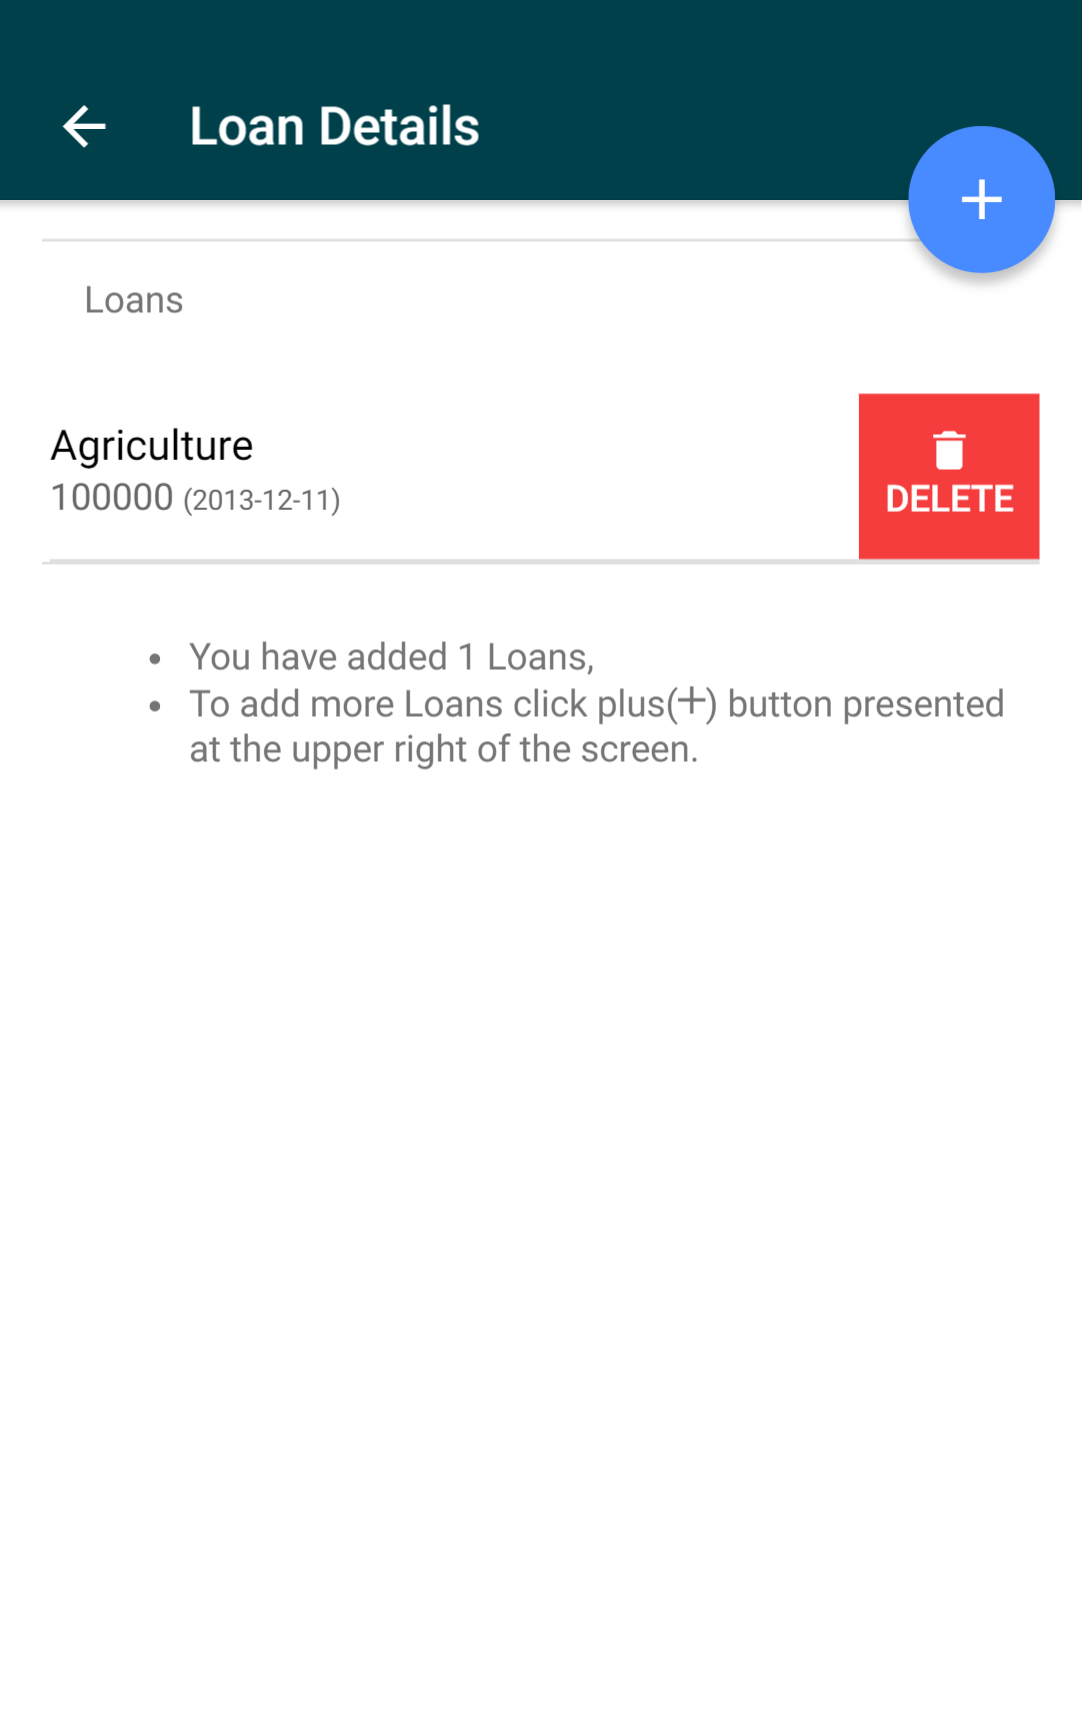 Loan Details
Loans
Agriculture
100000 (2013-12-11)
DELETE
You have added 1 Loans,
To add more Loans click plus(+) button presented
at the upper right of the screen.